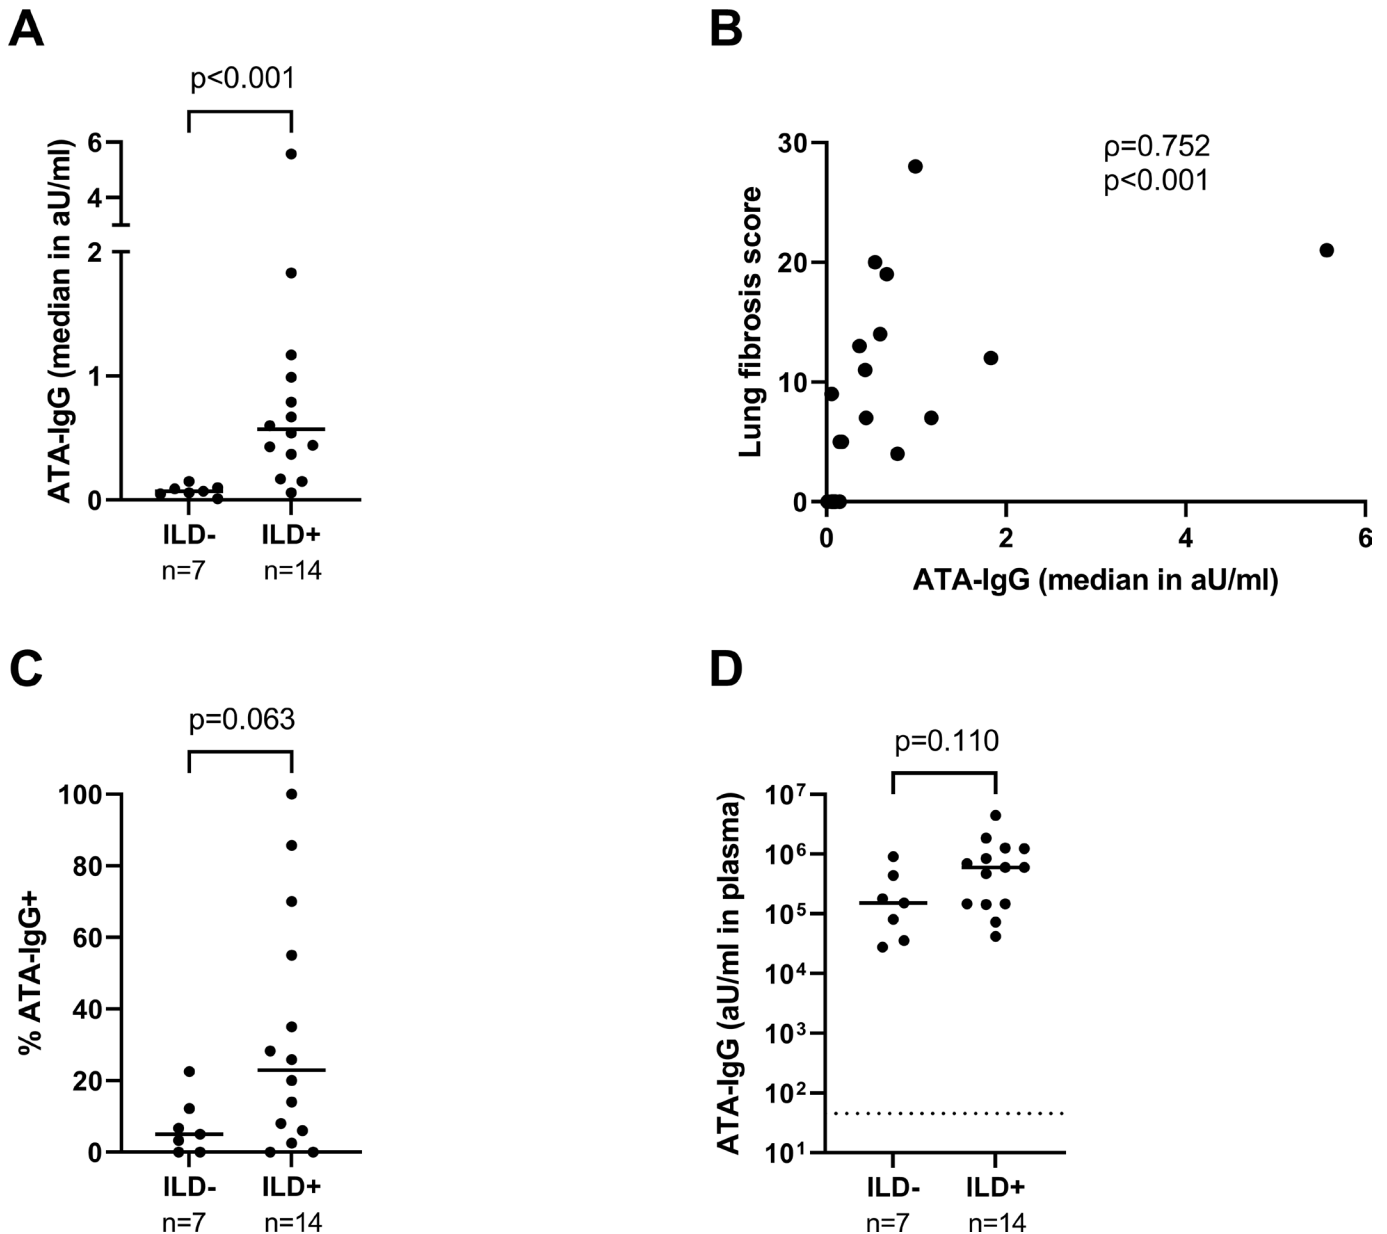 A
p<0.001
ATA-IgG (median in aU/ml)
6
4
2
1
0
ILD-
ILD+
n=7
n=14
B
ρ=0.752
p<0.001
Lung fibrosis score
30
20
10
0
0
2
4
6
ATA-IgG (median in aU/ml)
C
p=0.063
% ATA-IgG+
100
80
60
40
20
0
ILD-
ILD+
n=7
n=14
D
p=0.110
ATA-IgG (aU/ml in plasma)
10⁷
10⁶
10⁵
10⁴
10³
10²
10¹
ILD-
ILD+
n=7
n=14